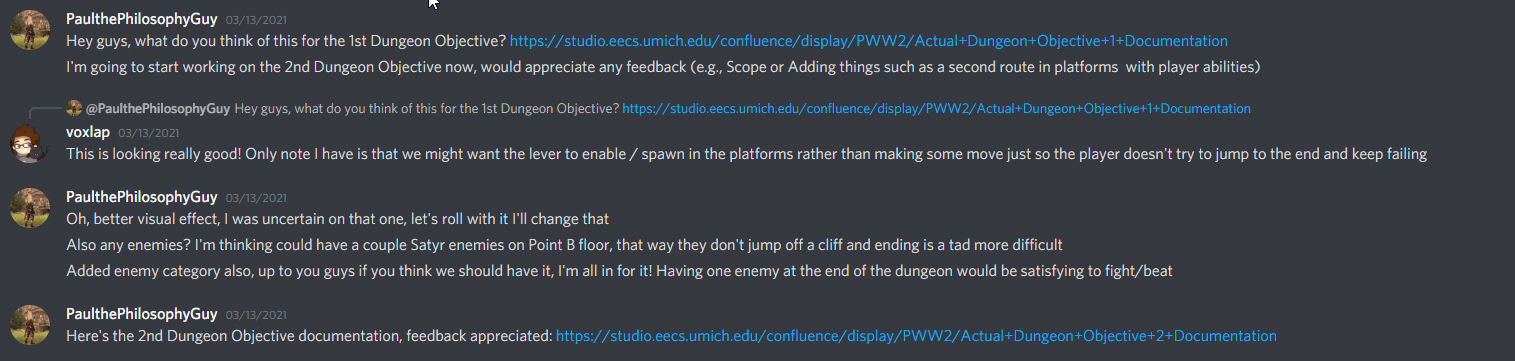 PaulthePhilosophyGuy 03/13/2021
Hey guys, what do you think of this for the 1st Dungeon Objective? https://studio.eecs.umich.edu/confluence/display/PWW2/Actual+Dungeon+Objective+1+Documentation
I'm going to start working on the 2nd Dungeon Objective now, would appreciate any feedback (e.g., Scope or Adding things such as a second route in platforms with player abilities)
@PaulthePhilosophyGuy Hey guys, what do you think of this for the 1st Dungeon Objective? https://studio.eecs.umich.edu/confluence/display/PWW2/Actual+Dungeon+Objective+1+Documentation
voxlap 03/13/2021
This is looking really good! Only note I have is that we might want the lever to enable / spawn in the platforms rather than making some move just so the player doesn't try to jump to the end and keep failing
PaulthePhilosophyGuy 03/13/2021
Oh, better visual effect, I was uncertain on that one, let's roll with it I'll change that
Also any enemies? I'm thinking could have a couple Satyr enemies on Point B floor, that way they don't jump off a cliff and ending is a tad more difficult
Added enemy category also, up to you guys if you think we should have it, I'm all in for it! Having one enemy at the end of the dungeon would be satisfying to fight/beat
PaulthePhilosophyGuy 03/13/2021
Here's the 2nd Dungeon Objective documentation, feedback appreciated: https://studio.eecs.umich.edu/confluence/display/PWW2/Actual+Dungeon+Objective+2+Documentation